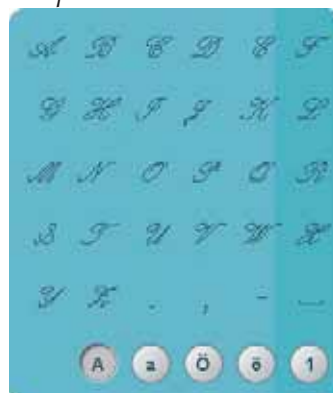 A B C D E F
G H I J K L
M N O P Q R
S T U V W X
Y Z . , -
A a Ö ö 1